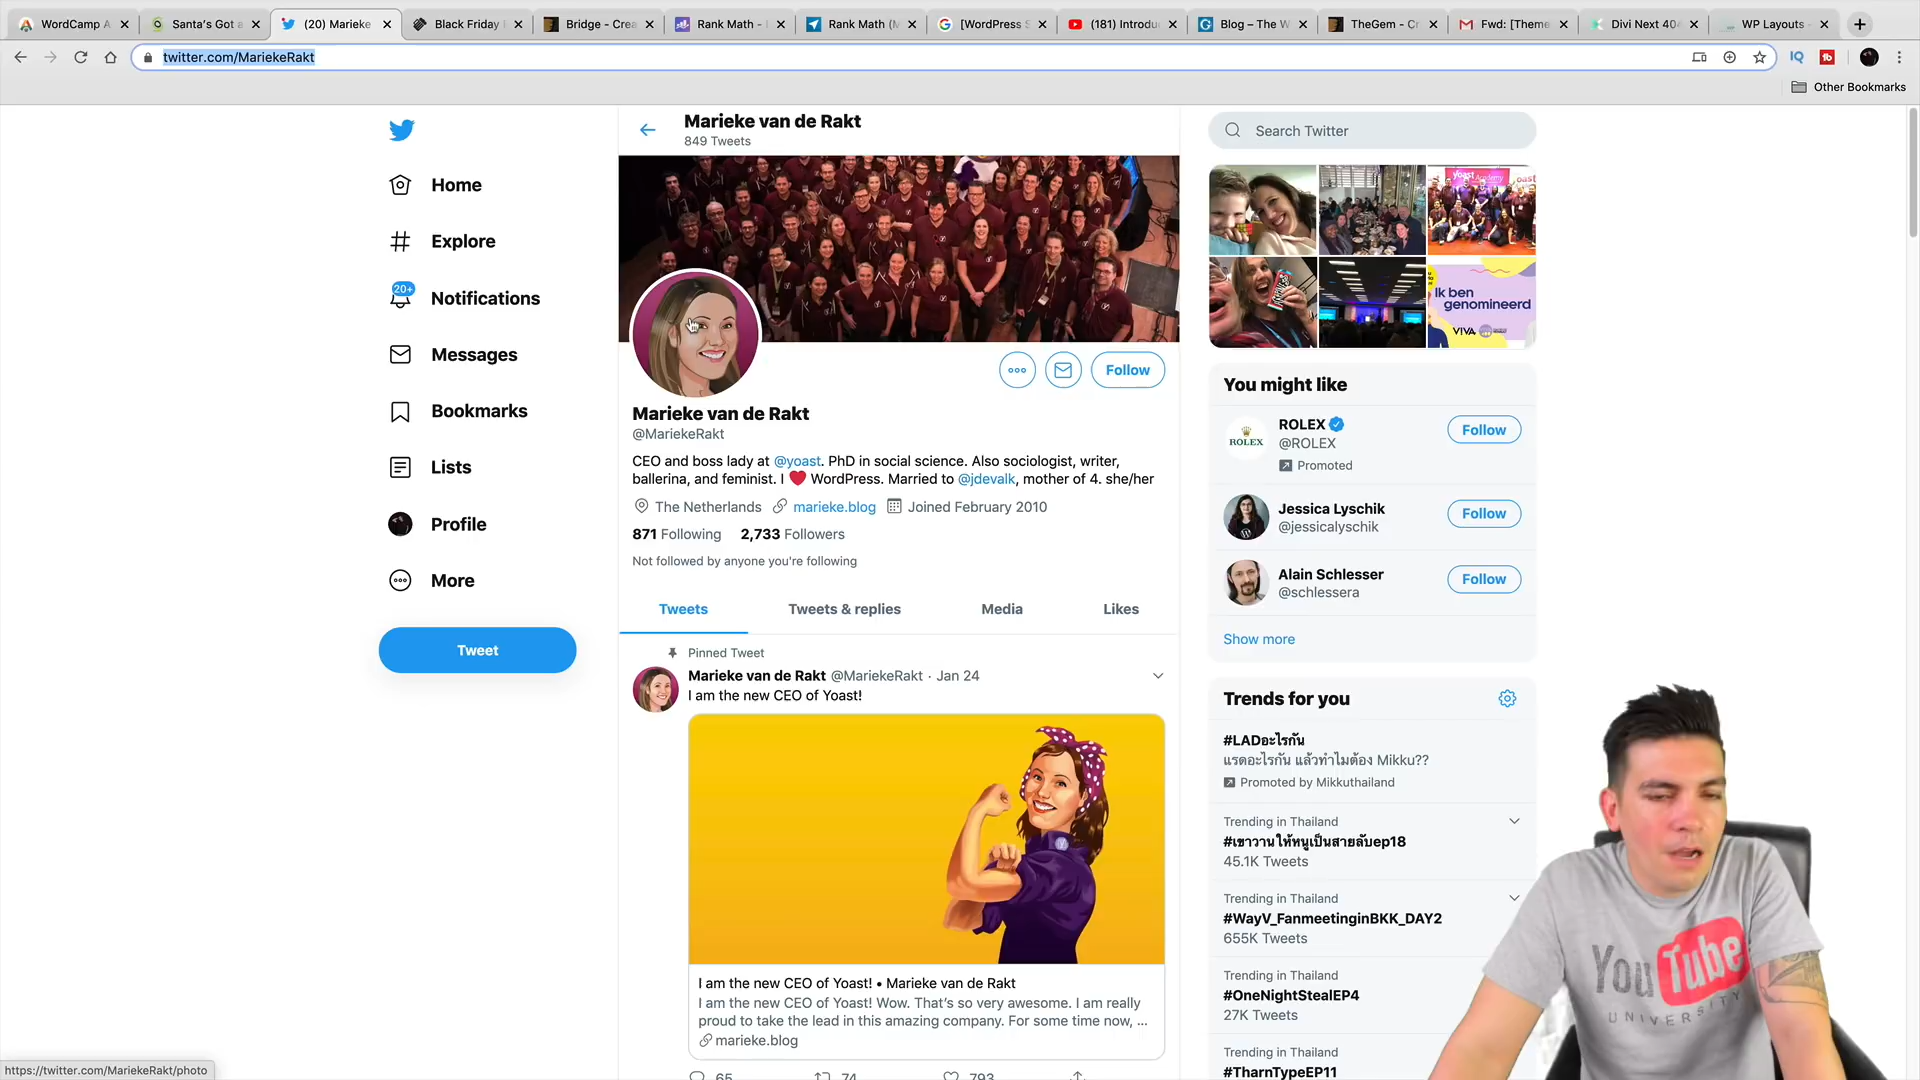 WordCamp A
Santa's Got a
(20) Marieke
Black Friday
Bridge - Crea
Rank Math -
Rank Math (M
[WordPress S
(181) Introdu
Blog – The W
TheGem - Cr
Fwd: [Theme
Divi Next 404
WP Layouts
twitter.com/MariekeRakt
IQ
Other Bookmarks
Marieke van de Rakt
849 Tweets
Search Twitter
Home
Explore
20+
Notifications
Messages
Bookmarks
Lists
Profile
More
Tweet
Follow
Marieke van de Rakt
@MariekeRakt
CEO and boss lady at @yoast. PhD in social science. Also sociologist, writer,
ballerina, and feminist. I ❤ WordPress. Married to @jdevalk, mother of 4. she/her
The Netherlands marieke.blog Joined February 2010
871 Following 2,733 Followers
Not followed by anyone you're following
Tweets Tweets & replies Media Likes
Pinned Tweet
Marieke van de Rakt @MariekeRakt · Jan 24
I am the new CEO of Yoast!
I am the new CEO of Yoast! • Marieke van de Rakt
I am the new CEO of Yoast! Wow. That's so very awesome. I am really
proud to take the lead in this amazing company. For some time now, ...
marieke.blog
65 74 793
yoast Academy
Ik ben
genomineerd
VIVA
You might like
ROLEX
ROLEX
@ROLEX
Promoted
Follow
Jessica Lyschik
@jessicalyschik
Follow
Alain Schlesser
@schlessera
Follow
Show more
Trends for you
#LADอะไรกัน
แรดอะไรกัน แล้วทำไมต้อง Mikku??
Promoted by Mikkuthailand
Trending in Thailand
#เขาวานให้หนูเป็นสายลับep18
45.1K Tweets
Trending in Thailand
#WayV_FanmeetinginBKK_DAY2
655K Tweets
Trending in Thailand
#OneNightStealEP4
27K Tweets
Trending in Thailand
#TharnTypeEP11
You Tube
UNIVERSITY
https://twitter.com/MariekeRakt/photo